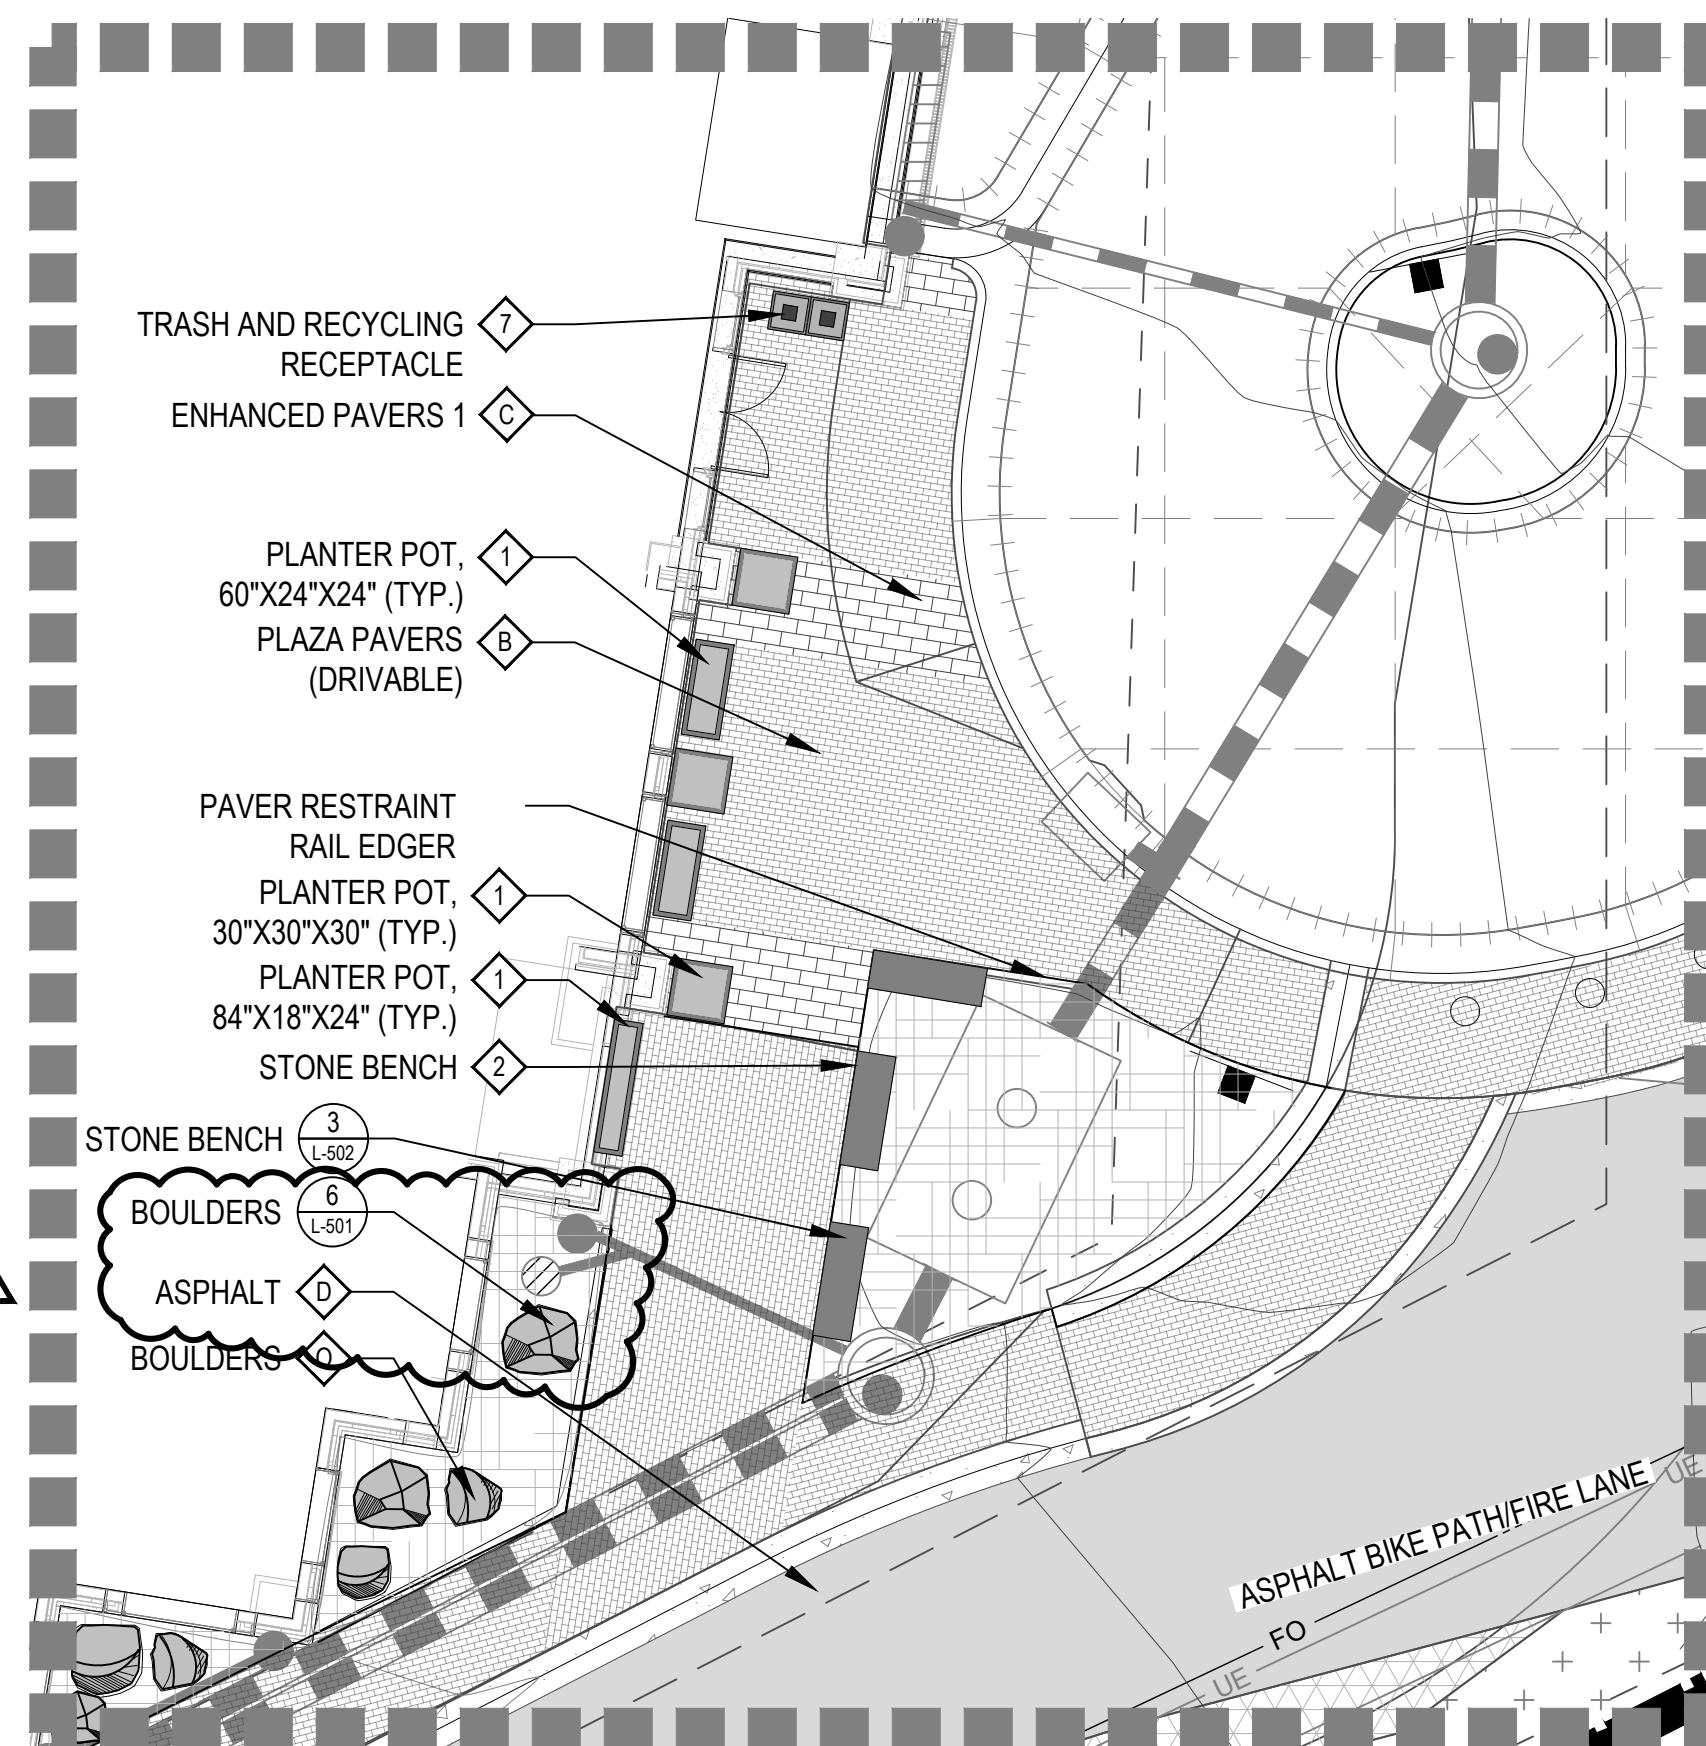 TRASH AND RECYCLING 7
RECEPTACLE
ENHANCED PAVERS 1 C
PLANTER POT, 1
60"X24"X24" (TYP.)
PLAZA PAVERS B
(DRIVABLE)
PAVER RESTRAINT
RAIL EDGER
PLANTER POT, 1
30"X30"X30" (TYP.)
PLANTER POT, 1
84"X18"X24" (TYP.)
STONE BENCH 2
STONE BENCH 3
L-502
BOULDERS 6
L-501
ASPHALT D
BOULDERS
ASPHALT BIKE PATH/FIRE LANE
UE
FO
UE